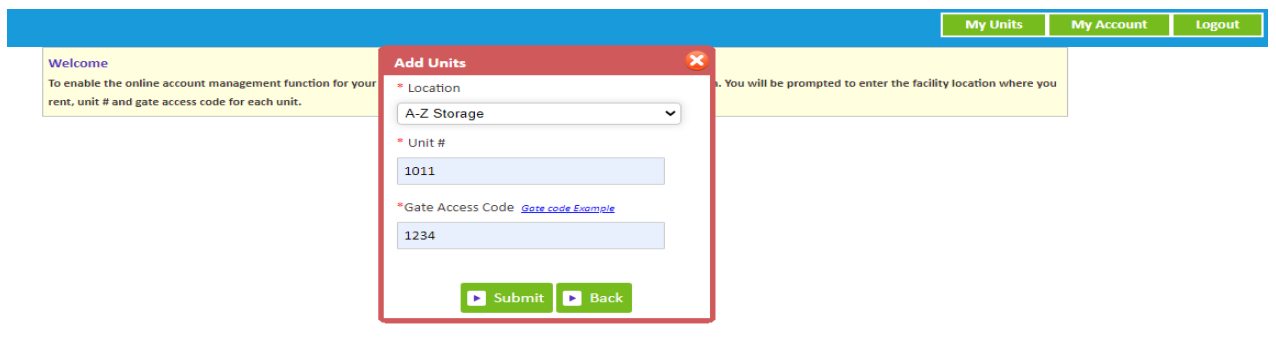 My Units My Account Logout
Welcome
To enable the online account management function for your
. You will be prompted to enter the facility location where you
rent, unit # and gate access code for each unit.
Add Units
* Location
A-Z Storage
* Unit #
1011
*Gate Access Code Gate code Example
1234
Submit Back